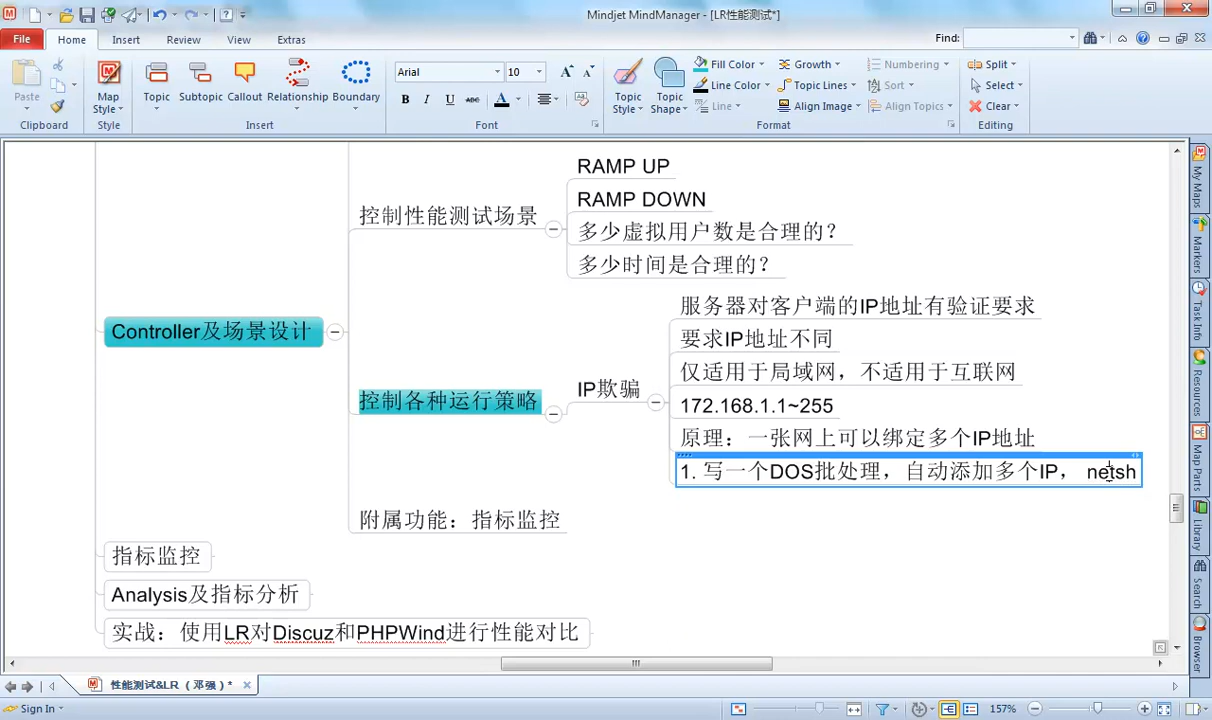 Mindjet MindManager - [LR性能测试*]
File
Home
Insert
Review
View
Extras
Find:
Paste
Map Style
Topic
Subtopic
Callout
Relationship
Boundary
Arial
10
B I U abc A
Topic Style
Topic Shape
Fill Color
Line Color
Line
Growth
Topic Lines
Align Image
Numbering
Sort
Align Topics
Split
Select
Clear
Clipboard
Style
Insert
Font
Format
Editing
RAMP UP
RAMP DOWN
控制性能测试场景
多少虚拟用户数是合理的？
多少时间是合理的？
服务器对客户端的IP地址有验证要求
Controller及场景设计
要求IP地址不同
仅适用于局域网，不适用于互联网
IP欺骗
控制各种运行策略
172.168.1.1~255
原理：一张网上可以绑定多个IP地址
1. 写一个DOS批处理，自动添加多个IP， netsh
附属功能：指标监控
指标监控
Analysis及指标分析
实战：使用LR对Discuz和PHPWind进行性能对比
My Maps
Markers
Task Info
Resources
Map Parts
Library
Search
Browser
性能测试&LR （邓强）*
Sign In
157%